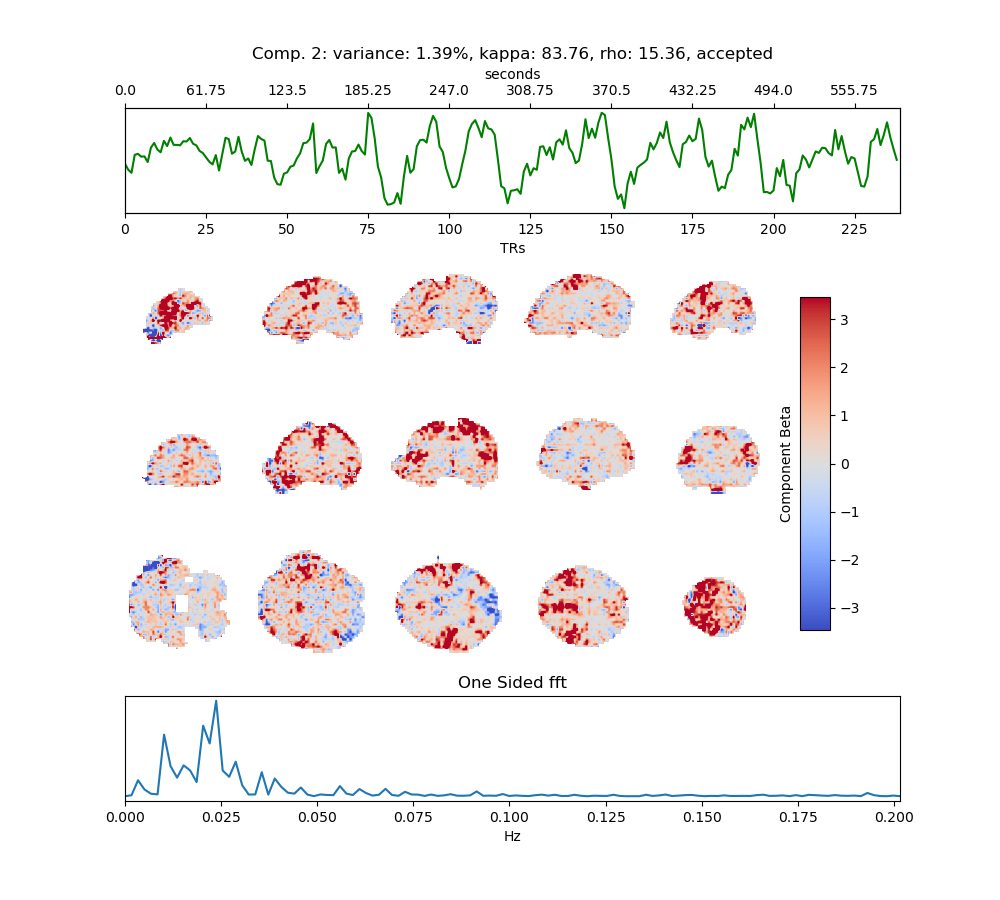 Comp. 2: variance: 1.39%, kappa: 83.76, rho: 15.36, accepted
seconds
0.0 61.75 123.5 185.25 247.0 308.75 370.5 432.25 494.0 555.75
0 25 50 75 100 125 150 175 200 225
TRs
3
2
1
0
−1
−2
−3
Component Beta
One Sided fft
0.000 0.025 0.050 0.075 0.100 0.125 0.150 0.175 0.200
Hz